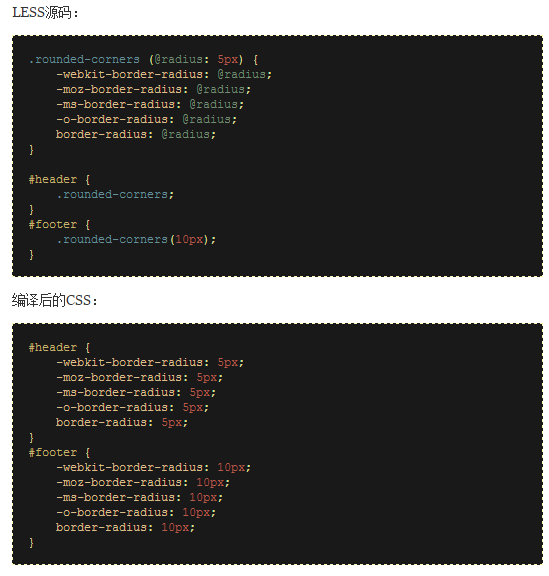 LESS源码：
.rounded-corners (@radius: 5px) {
    -webkit-border-radius: @radius;
    -moz-border-radius: @radius;
    -ms-border-radius: @radius;
    -o-border-radius: @radius;
    border-radius: @radius;
}
#header {
    .rounded-corners;
}
#footer {
    .rounded-corners(10px);
}
编译后的CSS：
#header {
    -webkit-border-radius: 5px;
    -moz-border-radius: 5px;
    -ms-border-radius: 5px;
    -o-border-radius: 5px;
    border-radius: 5px;
}
#footer {
    -webkit-border-radius: 10px;
    -moz-border-radius: 10px;
    -ms-border-radius: 10px;
    -o-border-radius: 10px;
    border-radius: 10px;
}